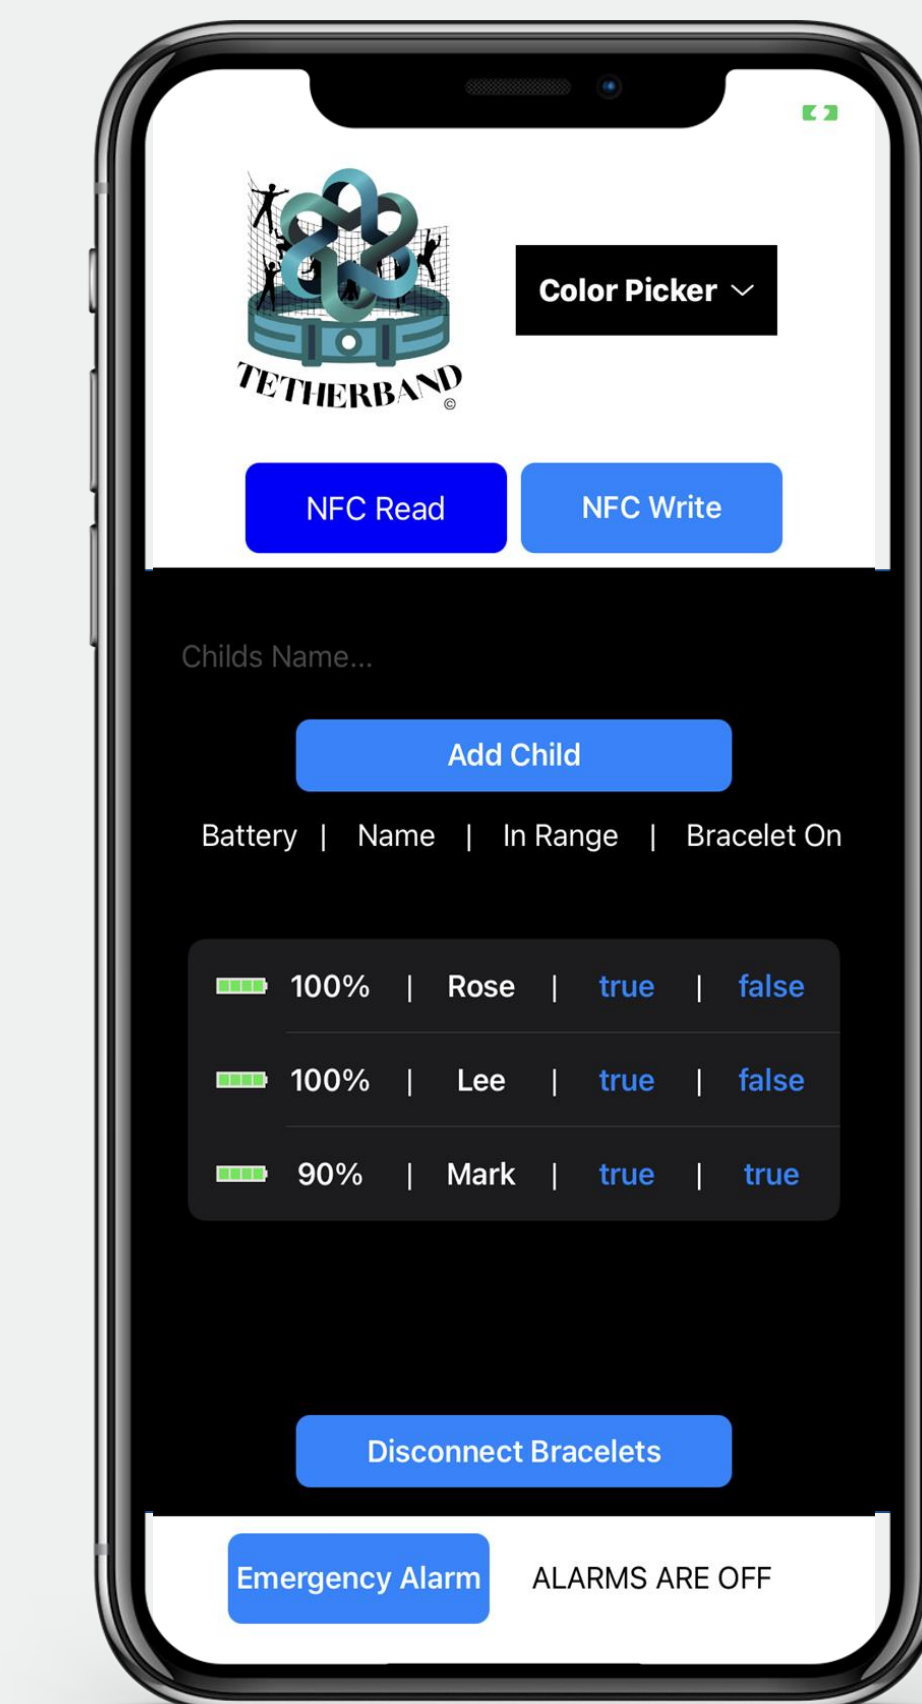 TETHERBAND
©
Color Picker
NFC Read
NFC Write
Childs Name...
Add Child
Battery | Name | In Range | Bracelet On
100% | Rose | true | false
100% | Lee | true | false
90% | Mark | true | true
Disconnect Bracelets
Emergency Alarm
ALARMS ARE OFF